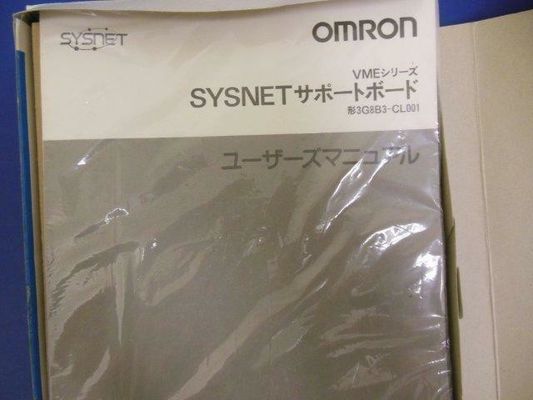 SYSNET
OMRON
VMEシリーズ
SYSNETサポートボード
形3G8B3-CL001
ユーザーズマニュアル